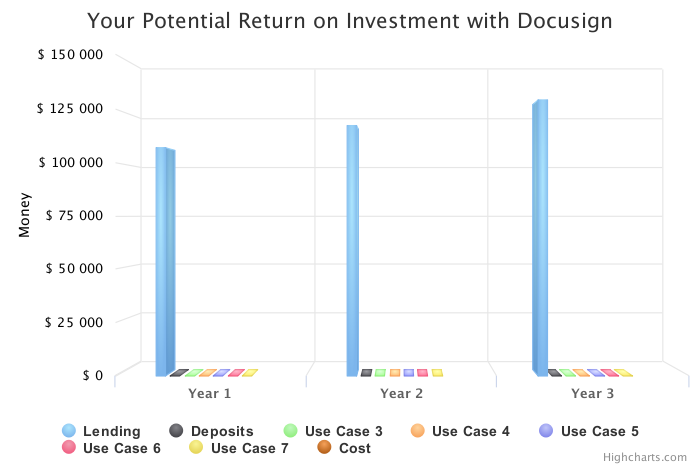 Your Potential Return on Investment with Docusign
$ 150 000
$ 125 000
$ 100 000
$ 75 000
$ 50 000
$ 25 000
$ 0
Money
Year 1
Year 2
Year 3
Lending Deposits Use Case 3 Use Case 4 Use Case 5
Use Case 6 Use Case 7 Cost
Highcharts.com